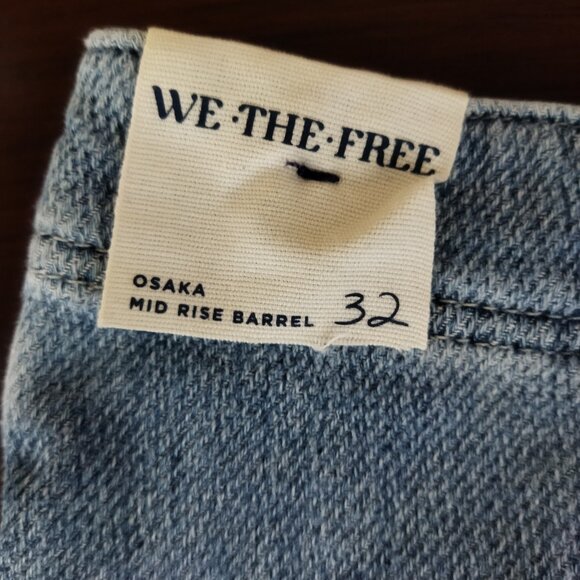 WE·THE·FREE
OSAKA
MID RISE BARREL 32